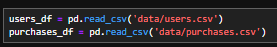 users_df = pd.read_csv('data/users.csv')
purchases_df = pd.read_csv('data/purchases.csv')